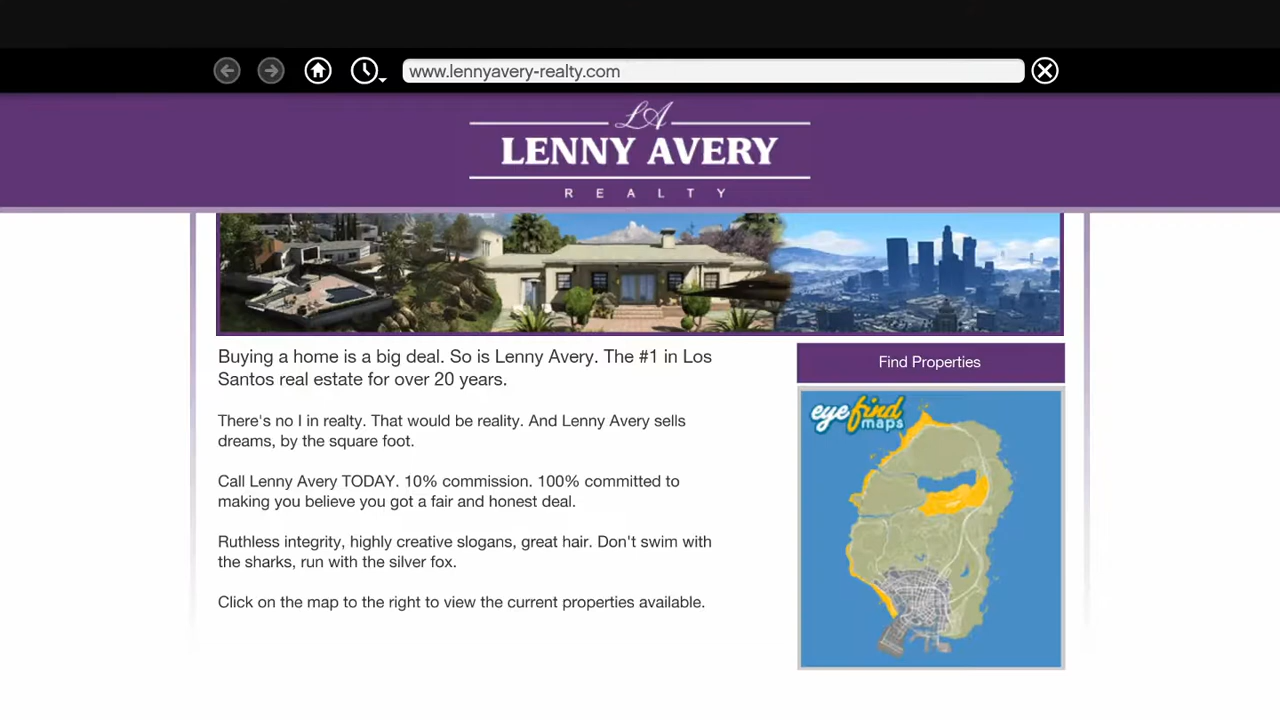 www.lennyavery-realty.com
LA
LENNY AVERY
REALTY
Buying a home is a big deal. So is Lenny Avery. The #1 in Los
Santos real estate for over 20 years.
There's no I in realty. That would be reality. And Lenny Avery sells
dreams, by the square foot.
Call Lenny Avery TODAY. 10% commission. 100% committed to
making you believe you got a fair and honest deal.
Ruthless integrity, highly creative slogans, great hair. Don't swim with
the sharks, run with the silver fox.
Click on the map to the right to view the current properties available.
Find Properties
eyefind
maps